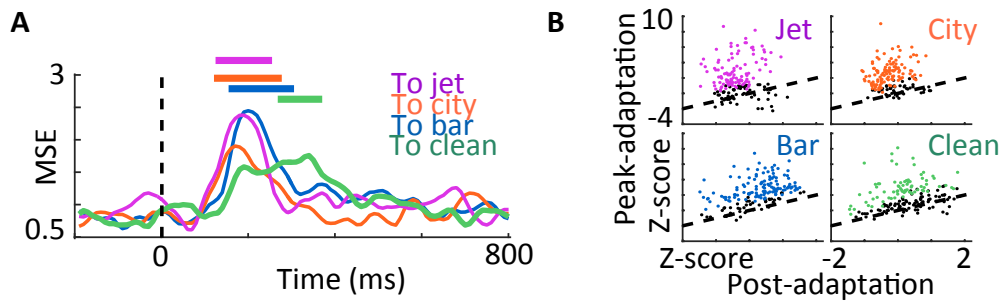 A
3
MSE
0.5
0
800
Time (ms)
To jet
To city
To bar
To clean
B
10
-4
Peak-adaptation
Z-score
Jet
City
Bar
Clean
Z-score
-2
2
Post-adaptation